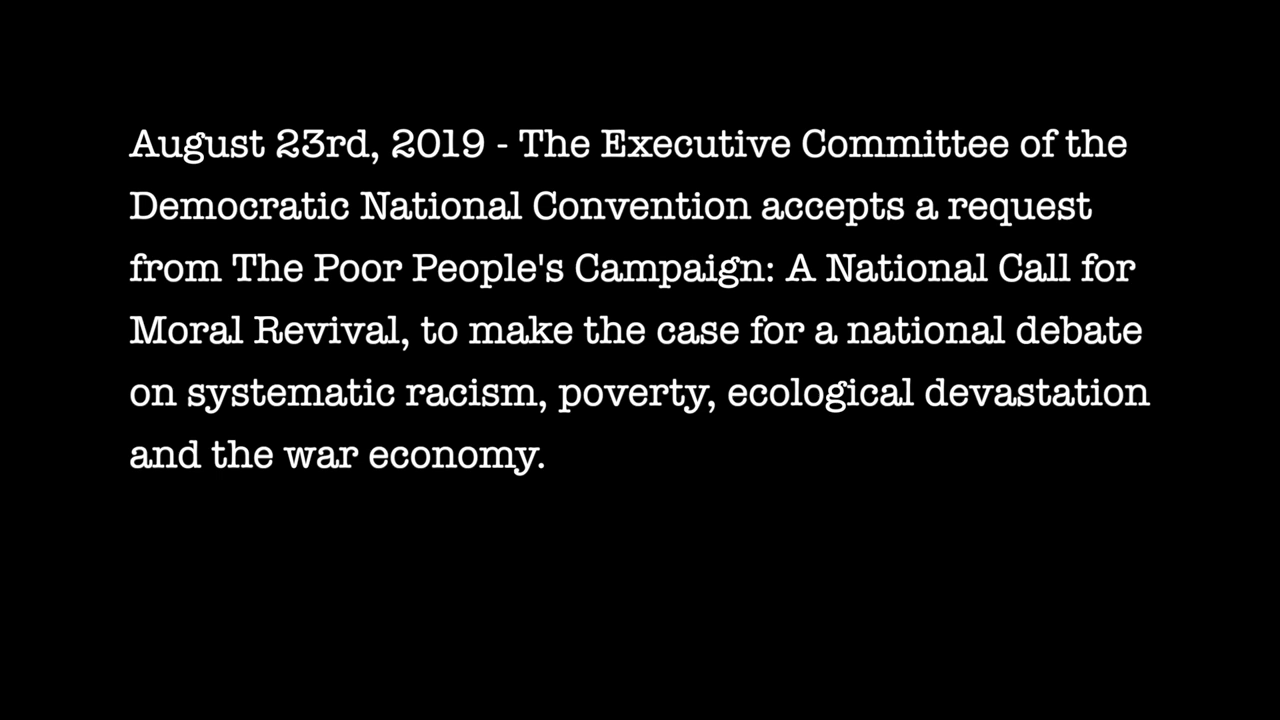 August 23rd, 2019 - The Executive Committee of the
Democratic National Convention accepts a request
from The Poor People's Campaign: A National Call for
Moral Revival, to make the case for a national debate
on systematic racism, poverty, ecological devastation
and the war economy.